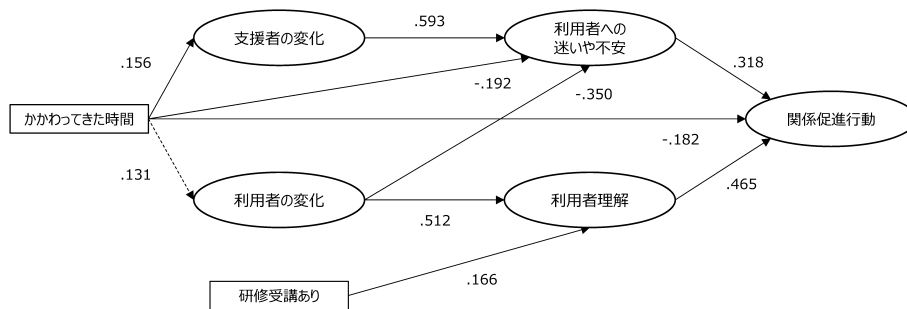 .593
支援者の変化
利用者への
迷いや不安
.156
.318
-.192
-.350
かかわってきた時間
関係促進行動
-.182
.131
.465
利用者の変化
利用者理解
.512
.166
研修受講あり